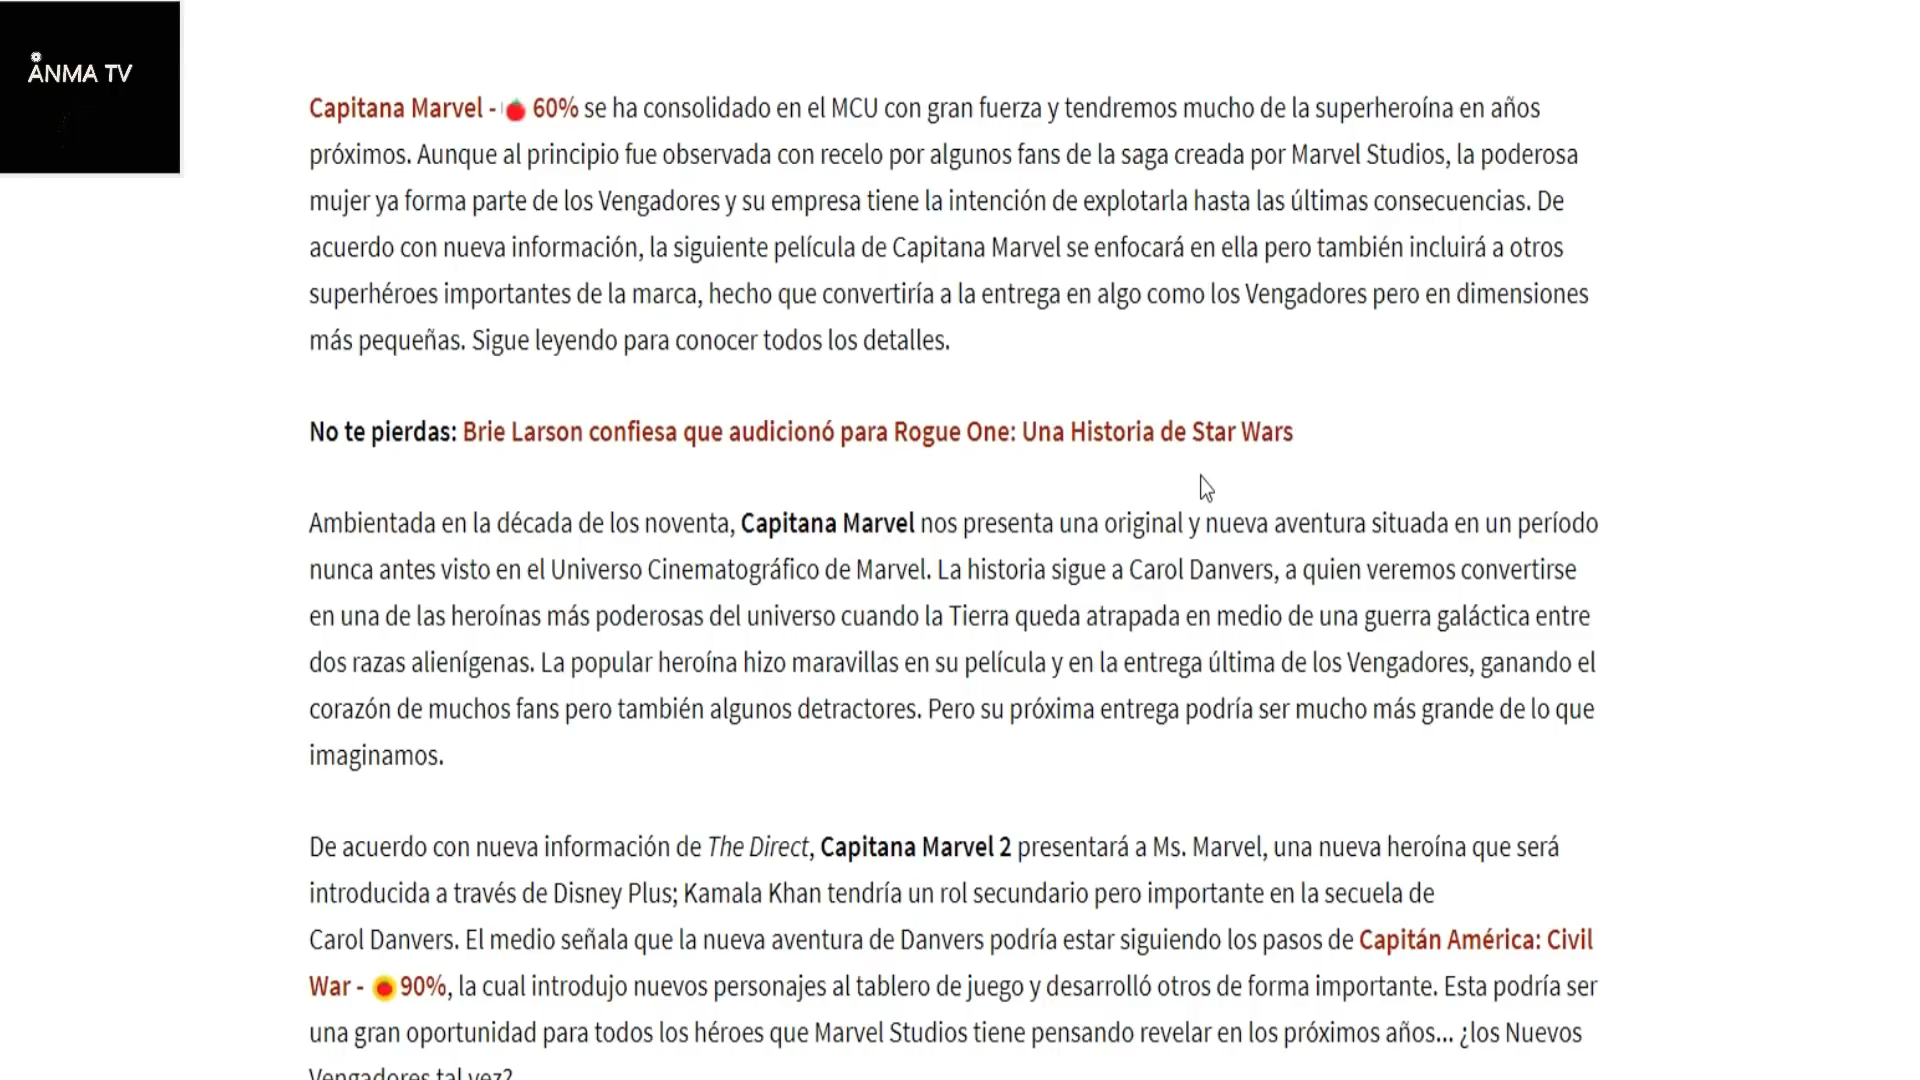 ANMA TV
Capitana Marvel - 60% se ha consolidado en el MCU con gran fuerza y tendremos mucho de la superheroína en años
próximos. Aunque al principio fue observada con recelo por algunos fans de la saga creada por Marvel Studios, la poderosa
mujer ya forma parte de los Vengadores y su empresa tiene la intención de explotarla hasta las últimas consecuencias. De
acuerdo con nueva información, la siguiente película de Capitana Marvel se enfocará en ella pero también incluirá a otros
superhéroes importantes de la marca, hecho que convertiría a la entrega en algo como los Vengadores pero en dimensiones
más pequeñas. Sigue leyendo para conocer todos los detalles.
No te pierdas: Brie Larson confiesa que audicionó para Rogue One: Una Historia de Star Wars
Ambientada en la década de los noventa, Capitana Marvel nos presenta una original y nueva aventura situada en un período
nunca antes visto en el Universo Cinematográfico de Marvel. La historia sigue a Carol Danvers, a quien veremos convertirse
en una de las heroínas más poderosas del universo cuando la Tierra queda atrapada en medio de una guerra galáctica entre
dos razas alienígenas. La popular heroína hizo maravillas en su película y en la entrega última de los Vengadores, ganando el
corazón de muchos fans pero también algunos detractores. Pero su próxima entrega podría ser mucho más grande de lo que
imaginamos.
De acuerdo con nueva información de The Direct, Capitana Marvel 2 presentará a Ms. Marvel, una nueva heroína que será
introducida a través de Disney Plus; Kamala Khan tendría un rol secundario pero importante en la secuela de
Carol Danvers. El medio señala que la nueva aventura de Danvers podría estar siguiendo los pasos de Capitán América: Civil
War - 90%, la cual introdujo nuevos personajes al tablero de juego y desarrolló otros de forma importante. Esta podría ser
una gran oportunidad para todos los héroes que Marvel Studios tiene pensando revelar en los próximos años... ¿los Nuevos
Vengadores tal vez?